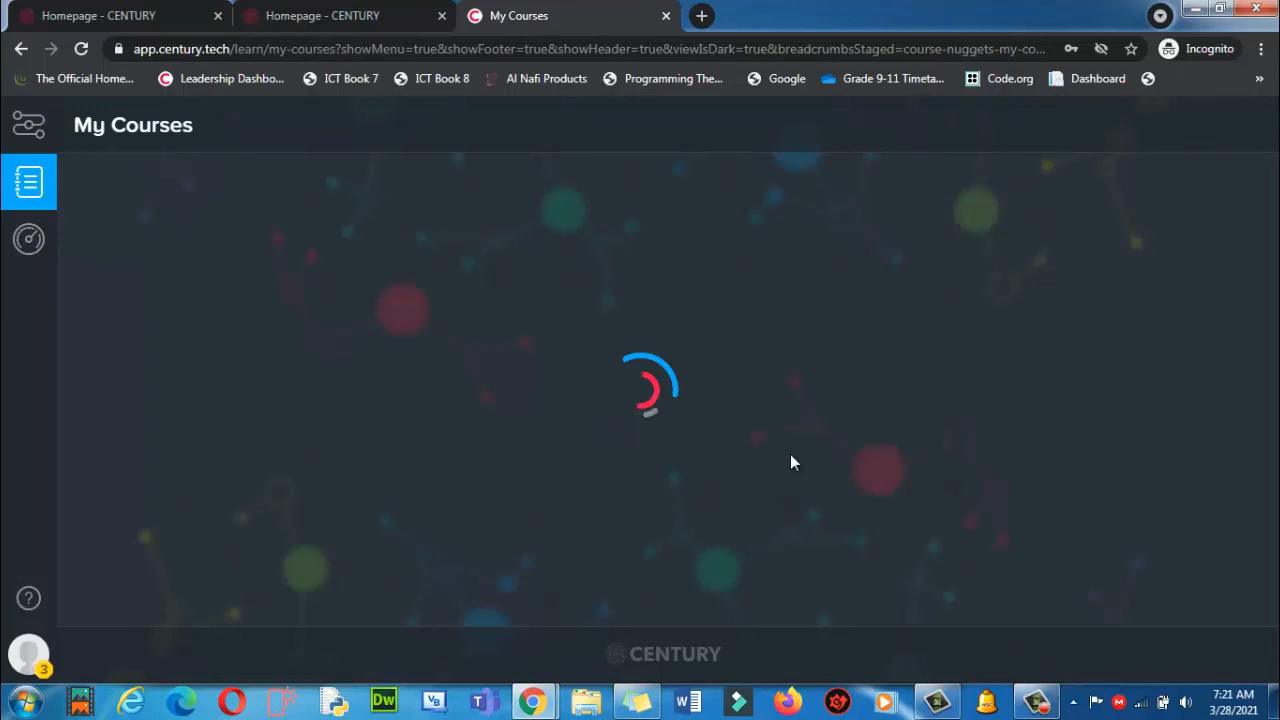 Homepage - CENTURY
Homepage - CENTURY
My Courses
app.century.tech/learn/my-courses?showMenu=true&showFooter=true&showHeader=true&viewIsDark=true&breadcrumbsStaged=course-nuggets-my-co...
Incognito
The Official Home...
Leadership Dashbo...
ICT Book 7
ICT Book 8
Al Nafi Products
Programming The...
Google
Grade 9-11 Timeta...
Code.org
Dashboard
»
My Courses
?
3
CENTURY
Dw
7:21 AM
3/28/2021